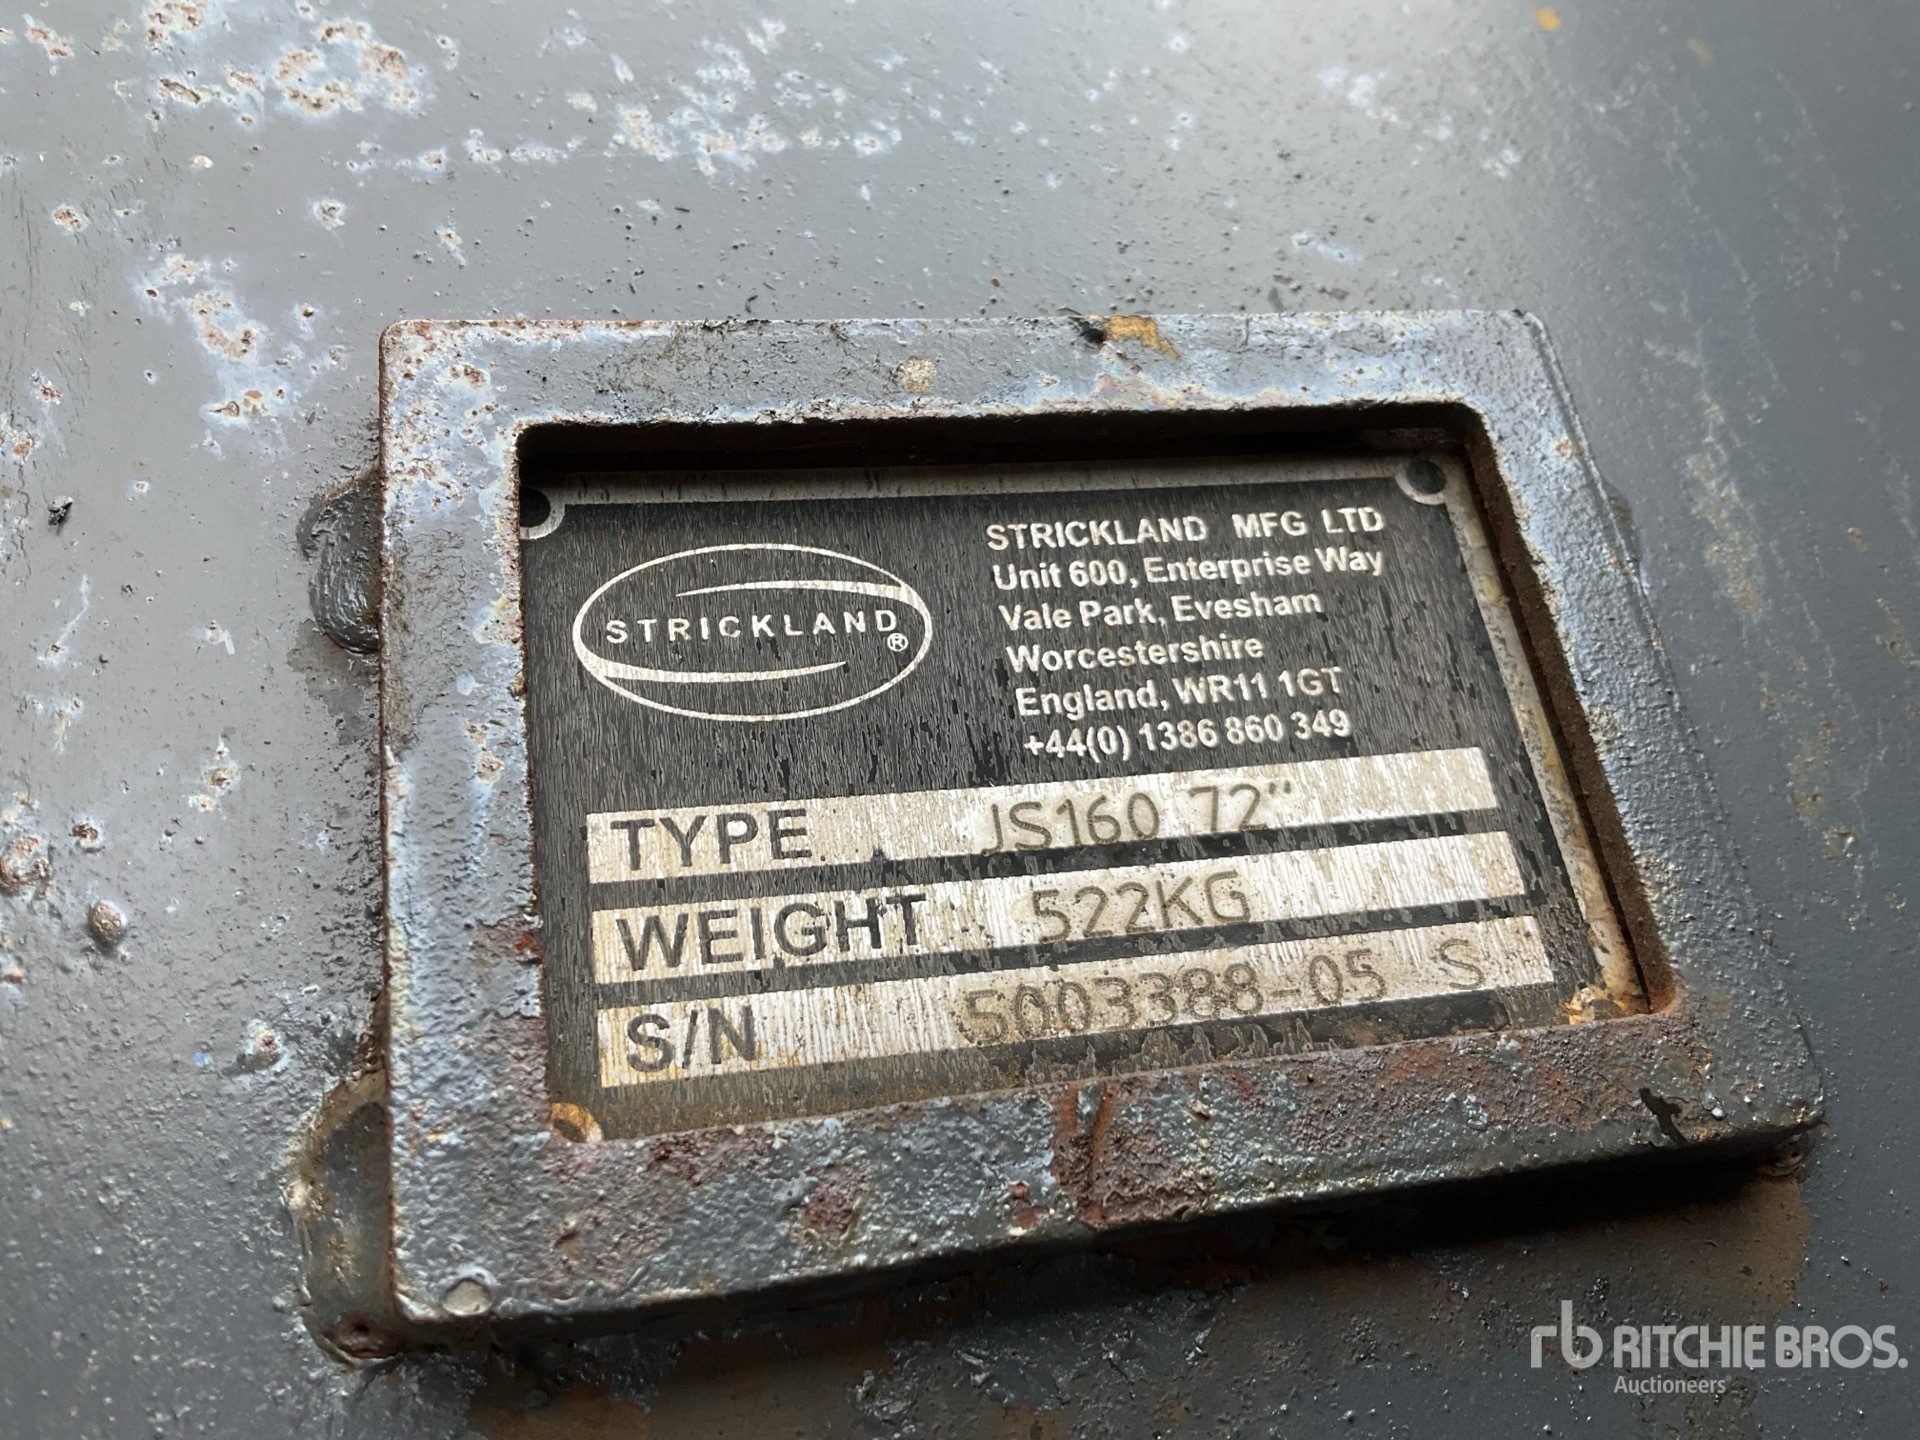 STRICKLAND®
STRICKLAND MFG LTD
Unit 600, Enterprise Way
Vale Park, Evesham
Worcestershire
England, WR11 1GT
+44(0) 1386 860 349
TYPE JS160 72"
WEIGHT 522KG
S/N 5003388-05 S
rb RITCHIE BROS.
Auctioneers